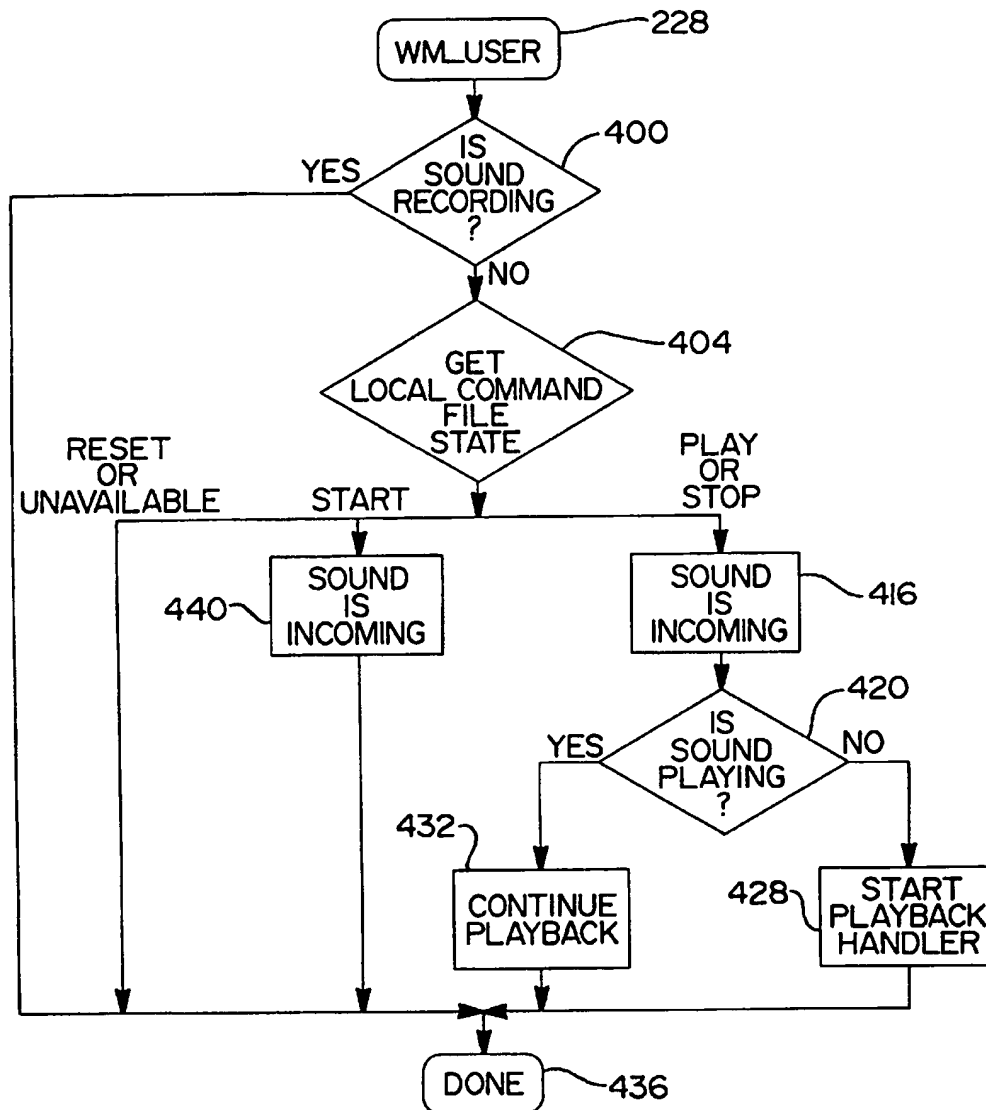 WM_USER
228
IS
SOUND
RECORDING
?
400
YES
NO
GET
LOCAL COMMAND
FILE
STATE
404
RESET
OR
UNAVAILABLE
START
PLAY
OR
STOP
SOUND
IS
INCOMING
440
SOUND
IS
INCOMING
416
IS
SOUND
PLAYING
?
420
YES
NO
432
CONTINUE
PLAYBACK
428
START
PLAYBACK
HANDLER
DONE
436